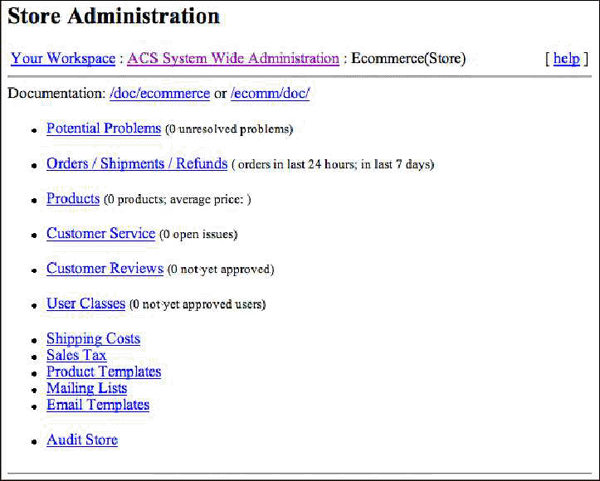 Store Administration
Your Workspace : ACS System Wide Administration : Ecommerce(Store) [ help ]
Documentation: /doc/ecommerce or /ecomm/doc/
Potential Problems (0 unresolved problems)
Orders / Shipments / Refunds ( orders in last 24 hours; in last 7 days)
Products (0 products; average price: )
Customer Service (0 open issues)
Customer Reviews (0 not yet approved)
User Classes (0 not yet approved users)
Shipping Costs
Sales Tax
Product Templates
Mailing Lists
Email Templates
Audit Store